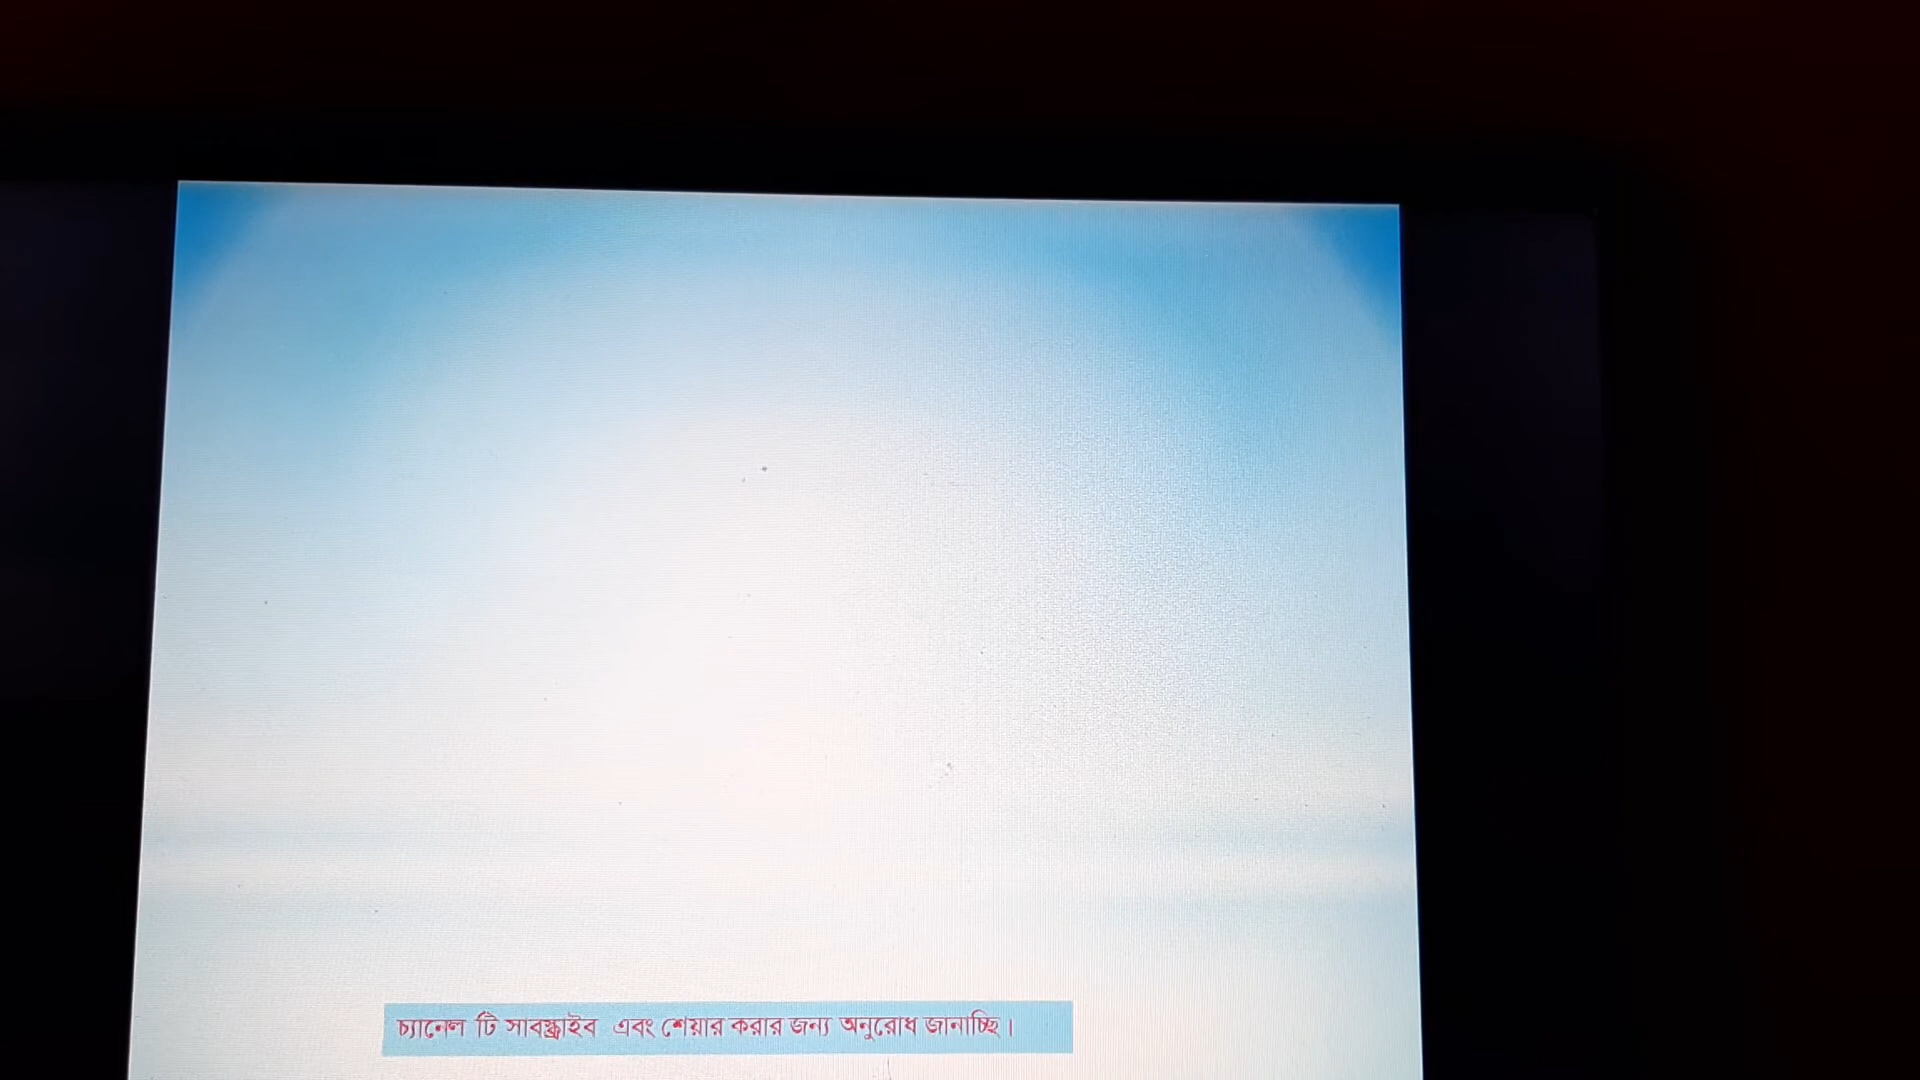 চ্যানেল টি সাবস্ক্রাইব এবং শেয়ার করার জন্য অনুরোধ জানাচ্ছি।